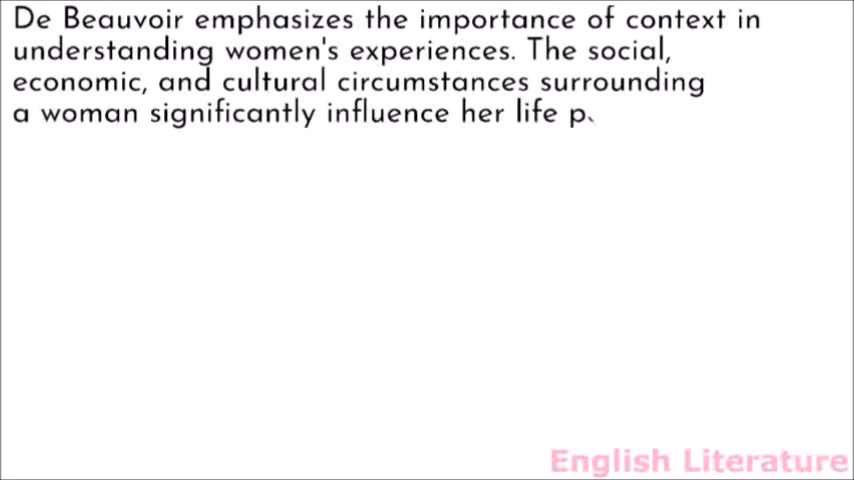 De Beauvoir emphasizes the importance of context in
understanding women's experiences. The social,
economic, and cultural circumstances surrounding
a woman significantly influence her life p
English Literature